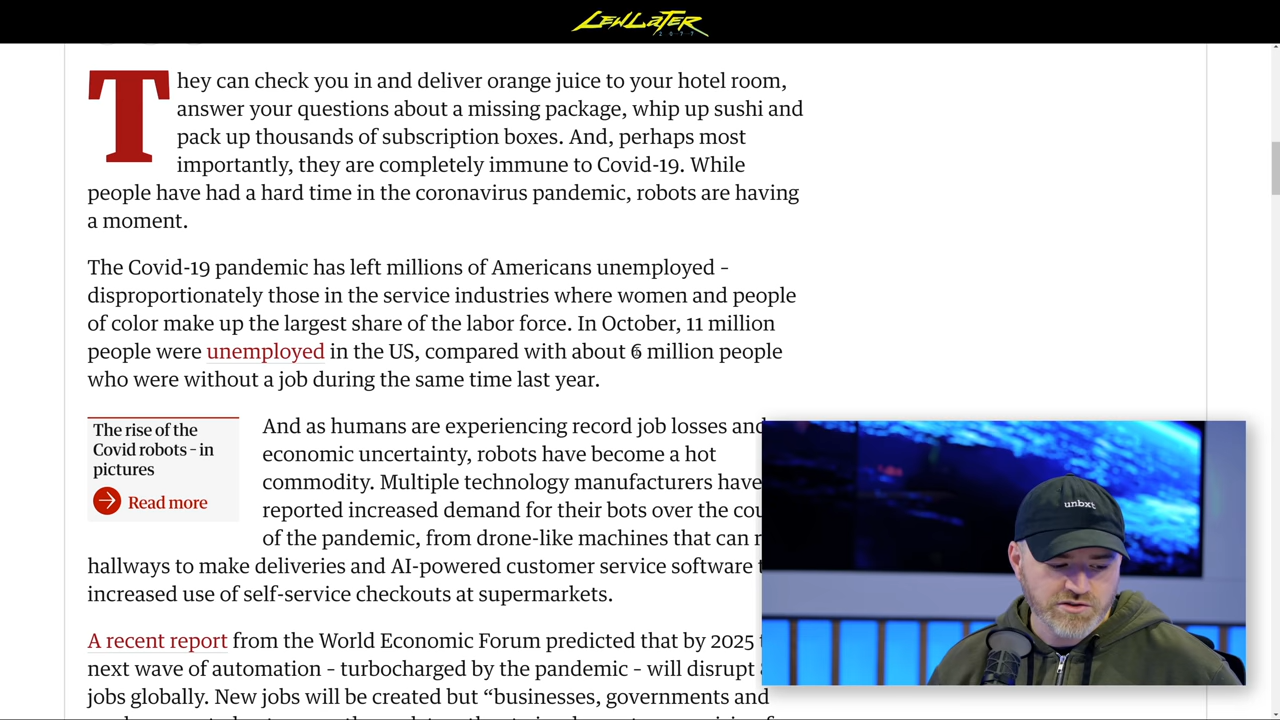 LEWLATER
2077
They can check you in and deliver orange juice to your hotel room,
answer your questions about a missing package, whip up sushi and
pack up thousands of subscription boxes. And, perhaps most
importantly, they are completely immune to Covid-19. While
people have had a hard time in the coronavirus pandemic, robots are having
a moment.
The Covid-19 pandemic has left millions of Americans unemployed –
disproportionately those in the service industries where women and people
of color make up the largest share of the labor force. In October, 11 million
people were unemployed in the US, compared with about 6 million people
who were without a job during the same time last year.
The rise of the
Covid robots – in
pictures
Read more
And as humans are experiencing record job losses and
economic uncertainty, robots have become a hot
commodity. Multiple technology manufacturers have
reported increased demand for their bots over the
of the pandemic, from drone-like machines that can
hallways to make deliveries and AI-powered customer service software
increased use of self-service checkouts at supermarkets.
A recent report from the World Economic Forum predicted that by 2025
next wave of automation – turbocharged by the pandemic – will disrupt
jobs globally. New jobs will be created but “businesses, governments and
unbxt